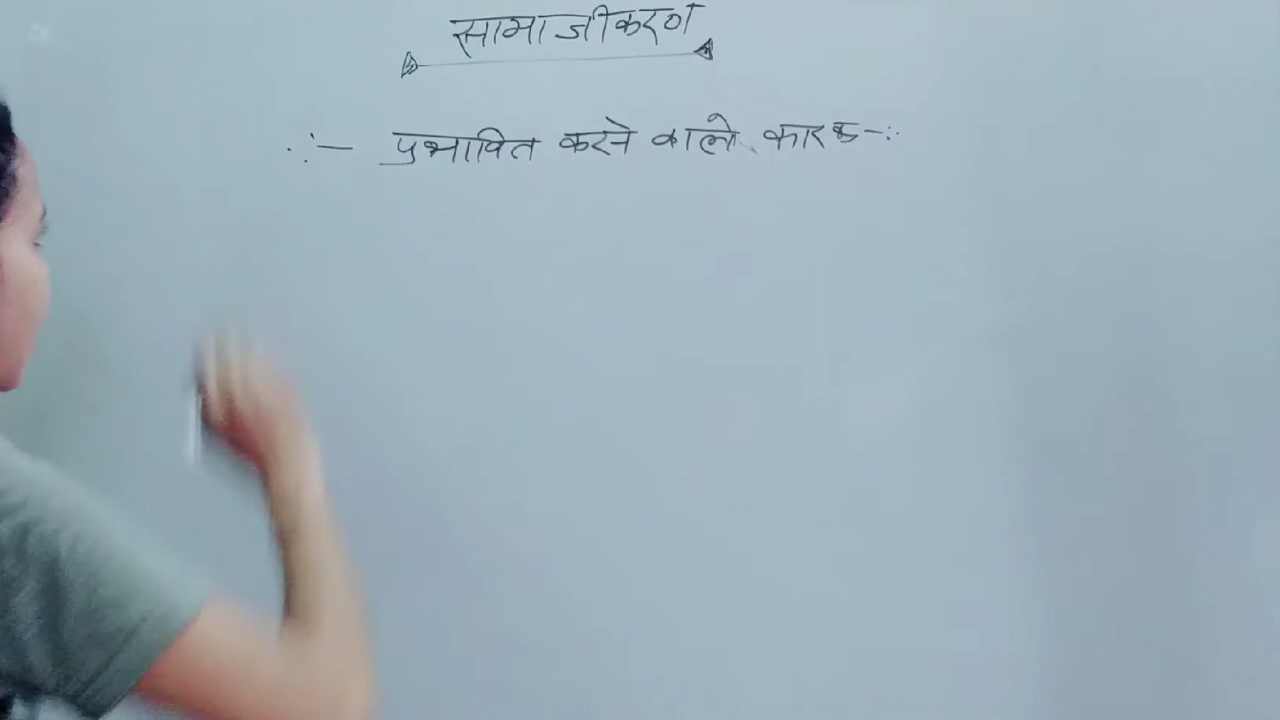 सामाजीकरण
:- प्रभावित करने वाले कारक -: